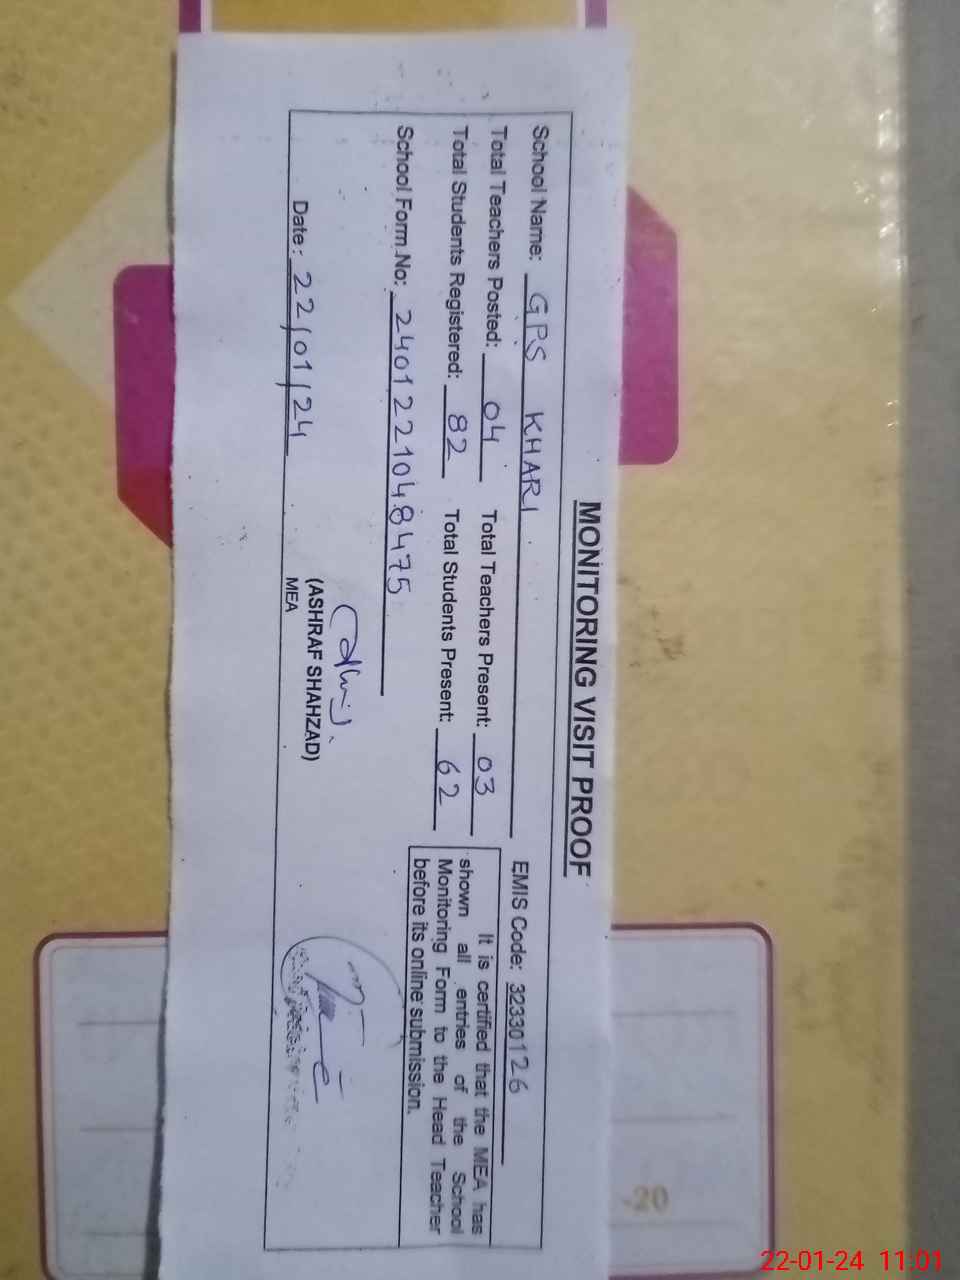 MONITORING VISIT PROOF
School Name: GPS KHARI EMIS Code: 32330126
Total Teachers Posted: 04 Total Teachers Present: 03
Total Students Registered: 82 Total Students Present: 62
School Form No: 2401221048475
It is certified that the MEA has
shown all entries of the School
Monitoring Form to the Head Teacher
before its online submission.
Date: 22/01/24
(ASHRAF SHAHZAD)
MEA
-20
22-01-24 11:01